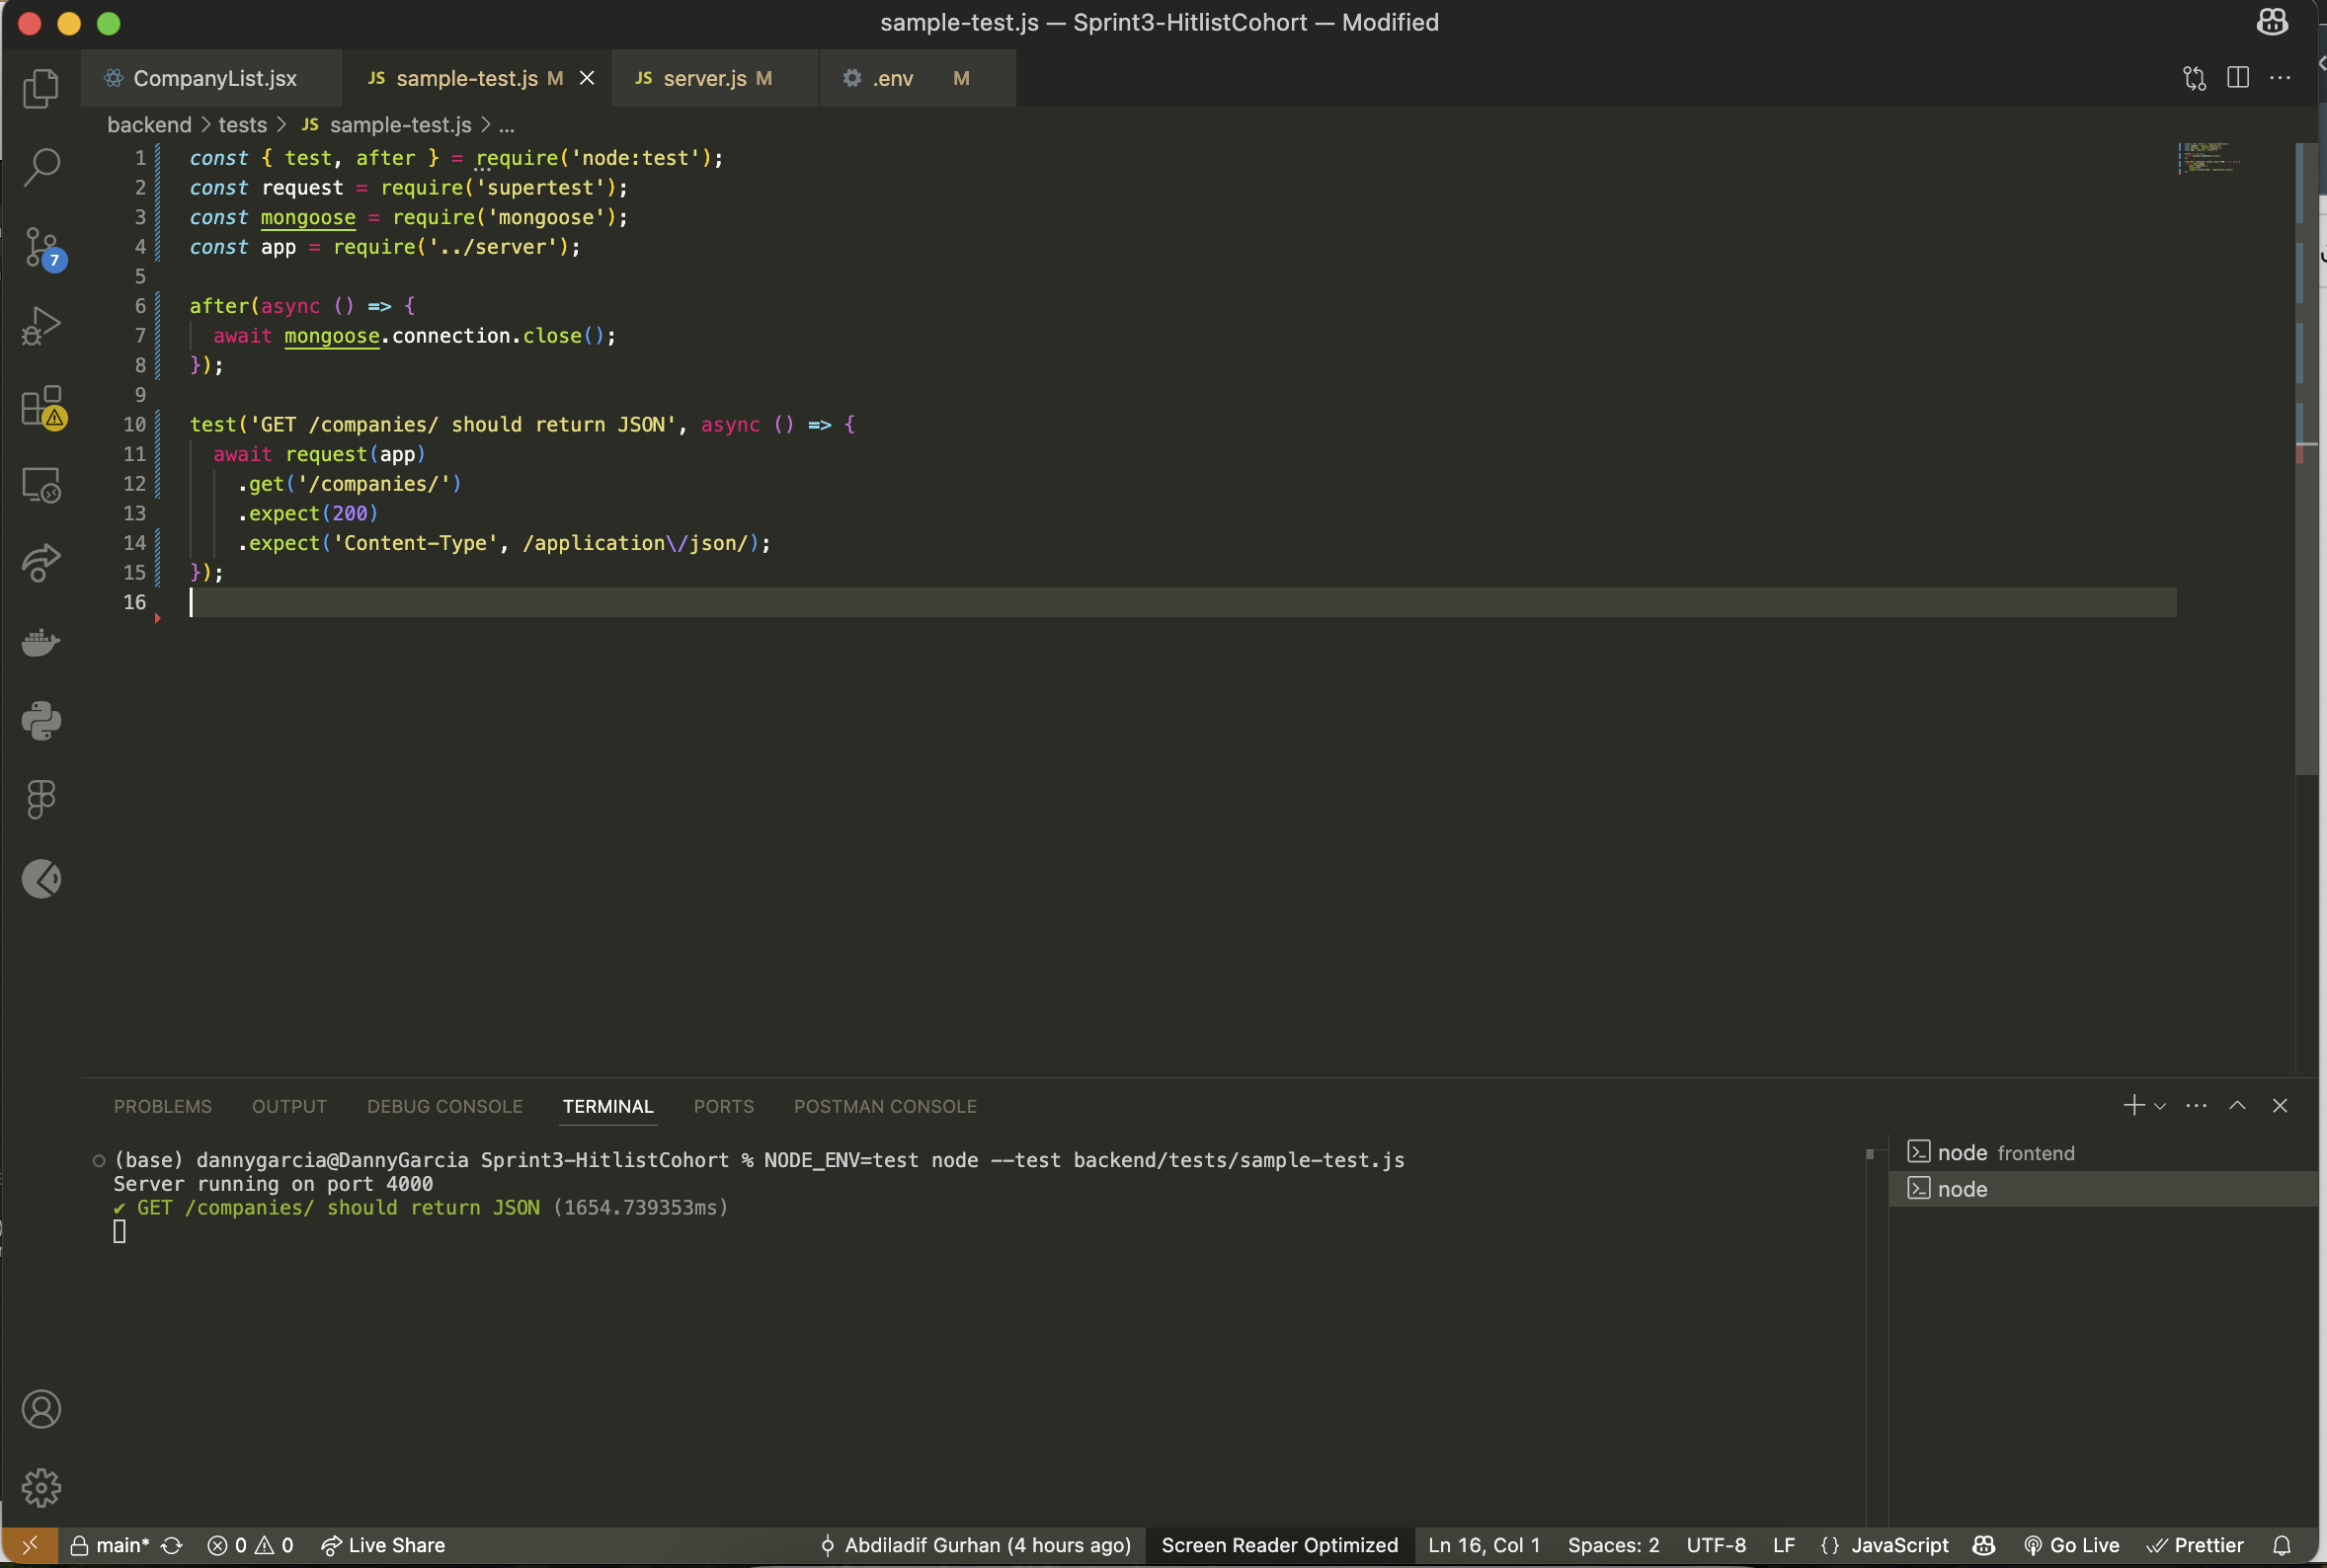 sample-test.js — Sprint3-HitlistCohort — Modified
CompanyList.jsx
JS sample-test.js M
JS server.js M
.env M
backend > tests > JS sample-test.js > ...
1 const { test, after } = require('node:test');
2 const request = require('supertest');
3 const mongoose = require('mongoose');
4 const app = require('../server');
5
6 after(async () => {
7 await mongoose.connection.close();
8 });
9
10 test('GET /companies/ should return JSON', async () => {
11 await request(app)
12 .get('/companies/')
13 .expect(200)
14 .expect('Content-Type', /application\/json/);
15 });
16
7
PROBLEMS OUTPUT DEBUG CONSOLE TERMINAL PORTS POSTMAN CONSOLE
(base) dannygarcia@DannyGarcia Sprint3-HitlistCohort % NODE_ENV=test node --test backend/tests/sample-test.js
Server running on port 4000
✔ GET /companies/ should return JSON (1654.739353ms)
node frontend
node
main* 0 0 Live Share Abdiladif Gurhan (4 hours ago) Screen Reader Optimized Ln 16, Col 1 Spaces: 2 UTF-8 LF {} JavaScript Go Live Prettier